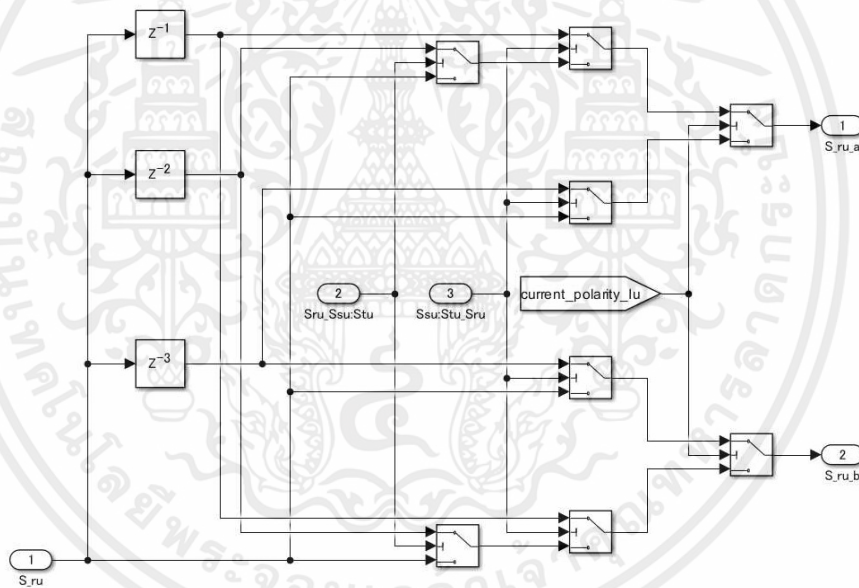 Z-1
1
S_ru_a
Z-2
2
Sru_Ssu:Stu
3
Ssu:Stu_Sru
current_polarity_Iu
Z-3
2
S_ru_b
1
S_ru